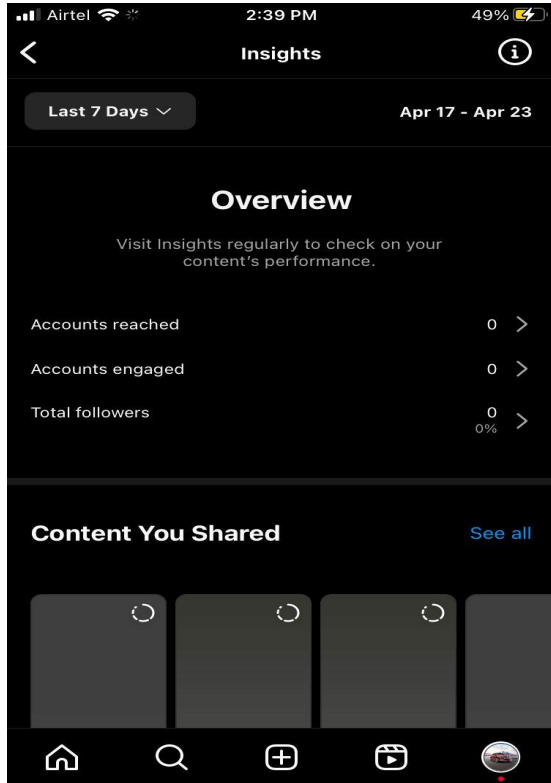 Airtel 2:39 PM 49%
Insights
Last 7 Days Apr 17 - Apr 23
Overview
Visit Insights regularly to check on your
content's performance.
Accounts reached 0
Accounts engaged 0
Total followers 0
0%
Content You Shared See all